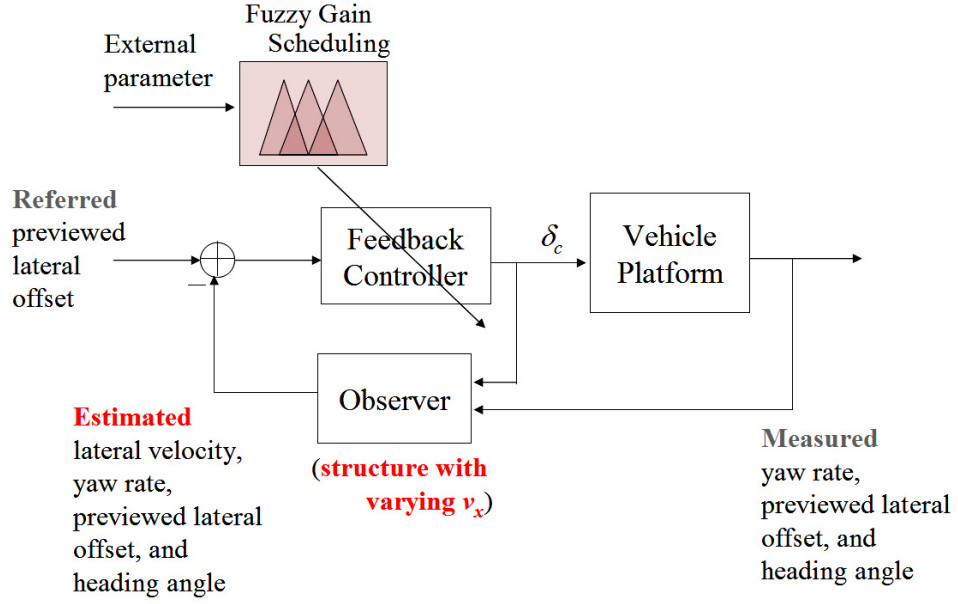 Fuzzy Gain
Scheduling
External
parameter
Referred
previewed
lateral
offset
Feedback
Controller
δc
Vehicle
Platform
Observer
(structure with
varying vx)
Estimated
lateral velocity,
yaw rate,
previewed lateral
offset, and
heading angle
Measured
yaw rate,
previewed lateral
offset, and
heading angle